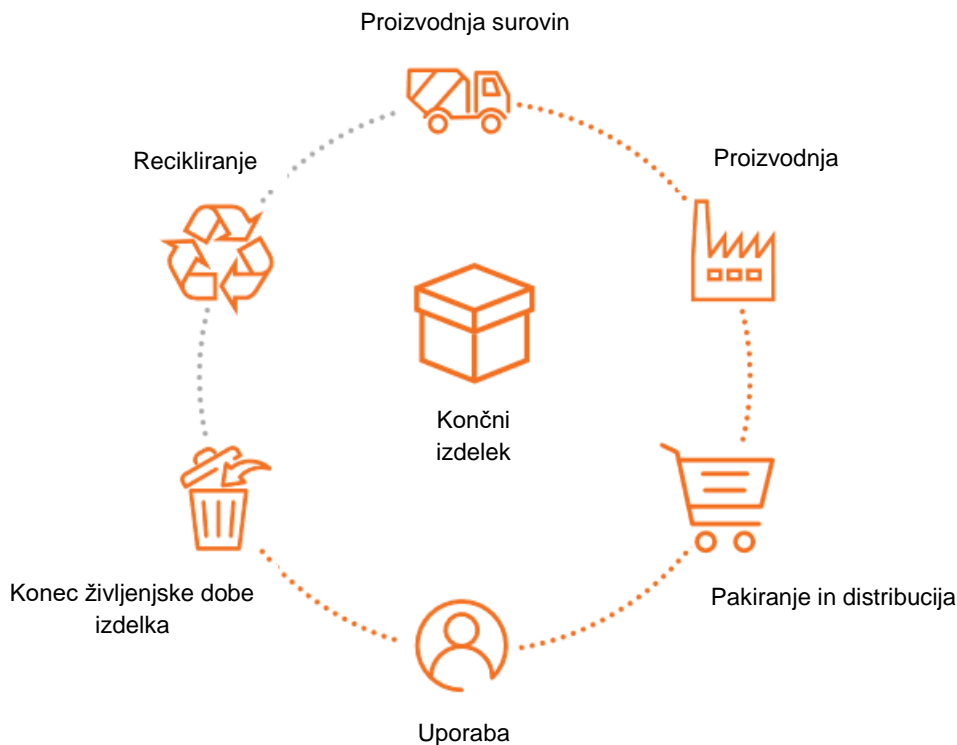 Proizvodnja surovin
Proizvodnja
Recikliranje
Končni
izdelek
Pakiranje in distribucija
Konec življenjske dobe
izdelka
Uporaba